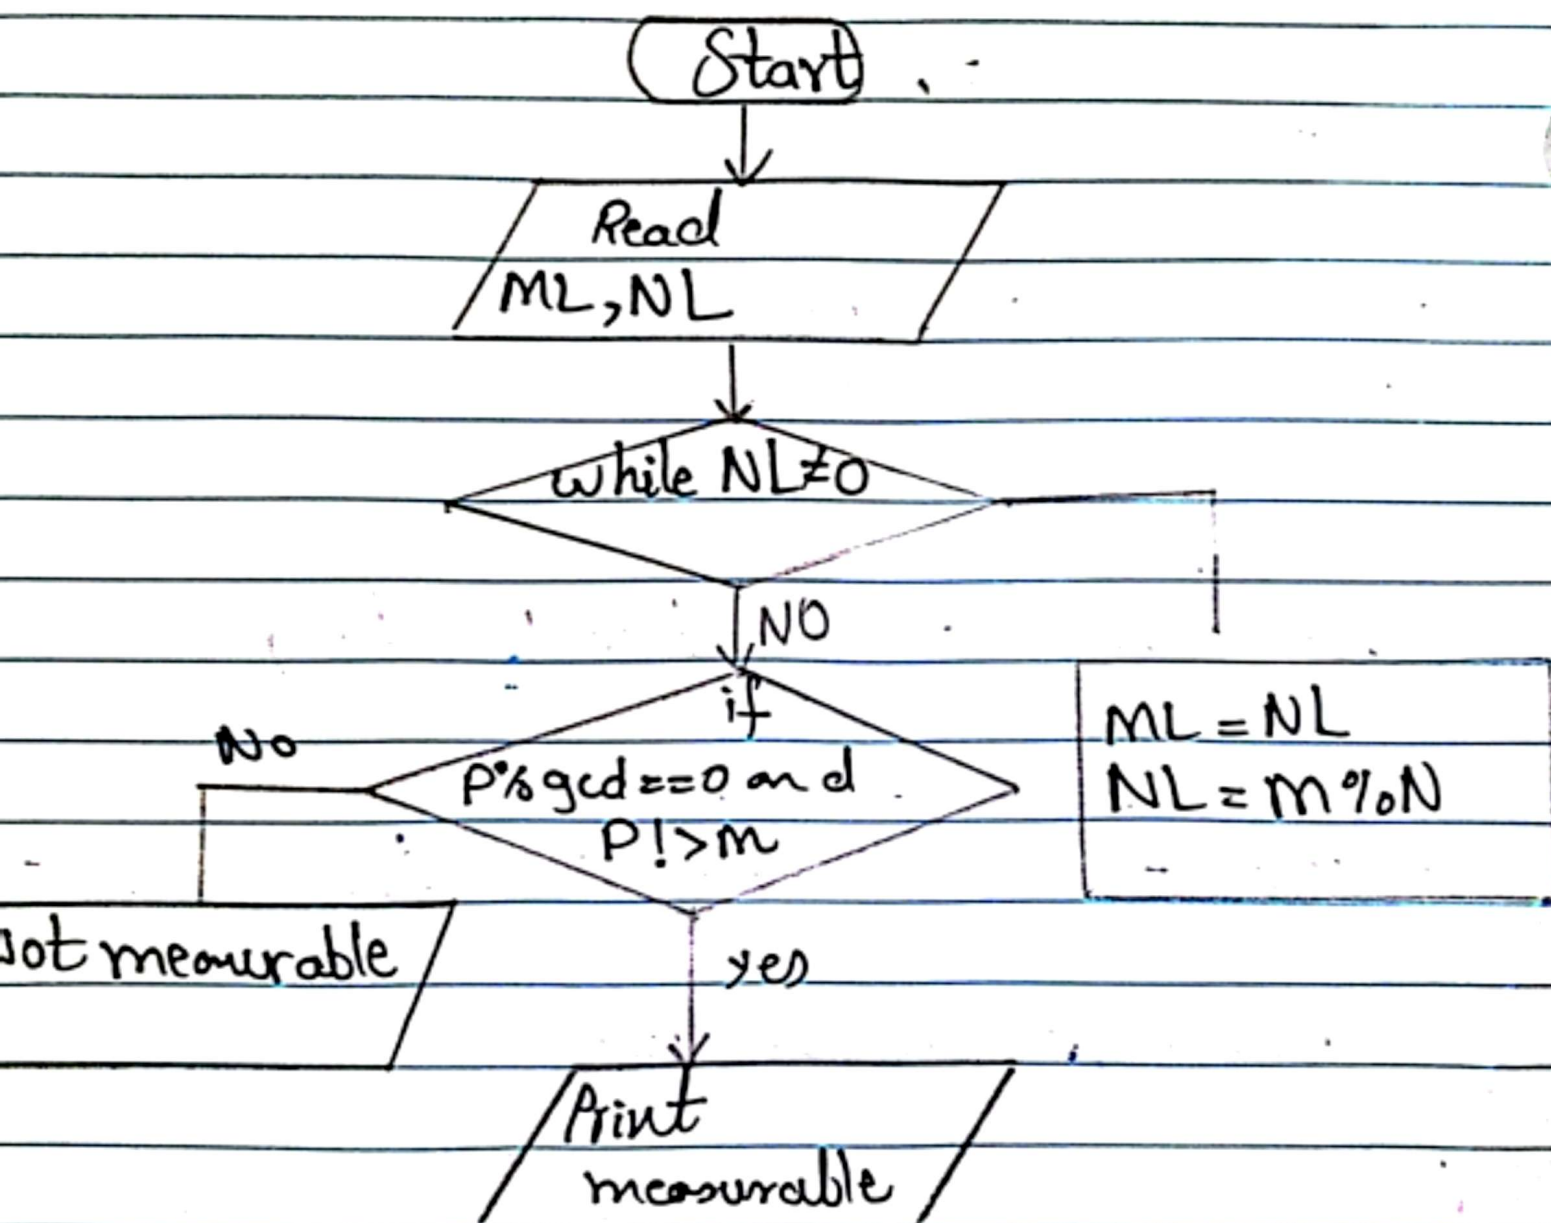 Start
Read
ML, NL
while NL≠0
NO
if
P%gcd==0 and
P!>m
No
ML = NL
NL = m%N
Not measurable
yes
Print
measurable